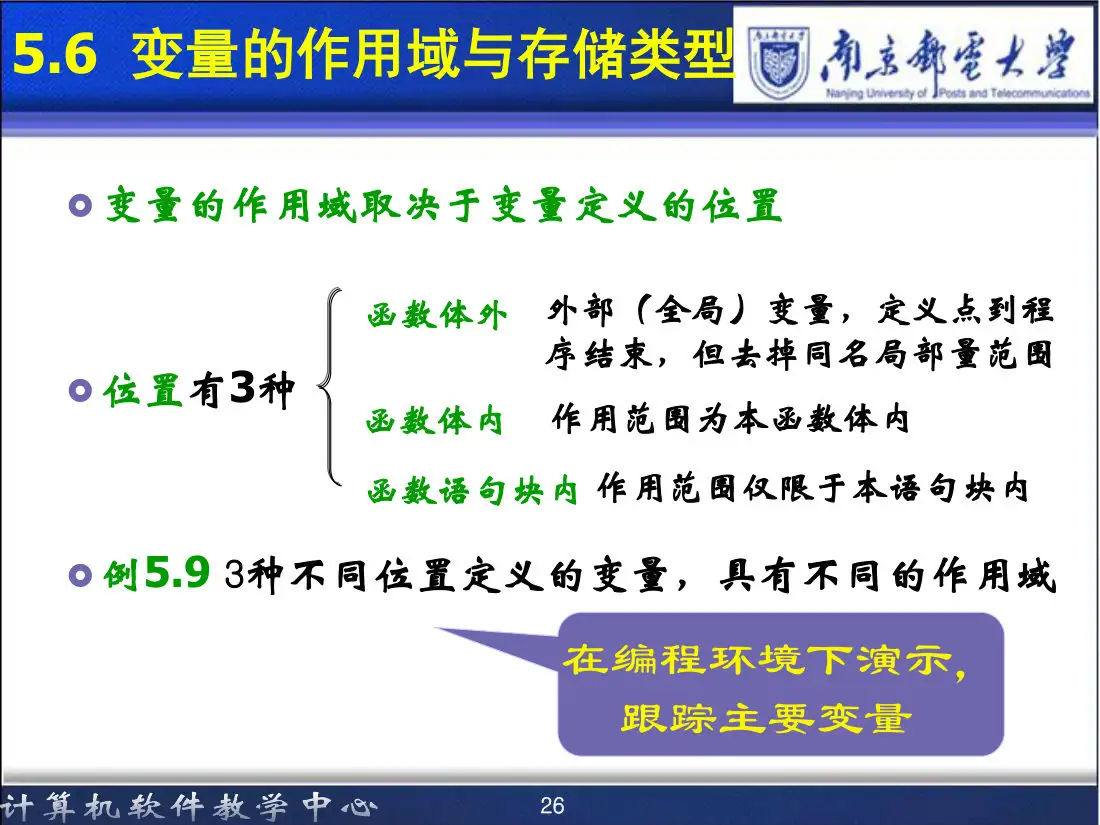 5.6 变量的作用域与存储类型
南京邮电大学
Nanjing University of Posts and Telecommunications
变量的作用域取决于变量定义的位置
位置有3种
函数体外 外部（全局）变量，定义点到程
序结束，但去掉同名局部量范围
函数体内 作用范围为本函数体内
函数语句块内 作用范围仅限于本语句块内
例5.9 3种不同位置定义的变量，具有不同的作用域
在编程环境下演示，
跟踪主要变量
计算机软件教学中心 26